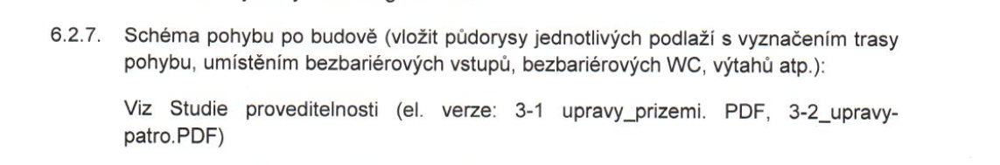 6.2.7. Schéma pohybu po budově (vložit půdorysy jednotlivých podlaží s vyznačením trasy
pohybu, umístěním bezbariérových vstupů, bezbariérových WC, výtahů atp.):
Viz Studie proveditelnosti (el. verze: 3-1 upravy_prizemi. PDF, 3-2_upravy-
patro.PDF)